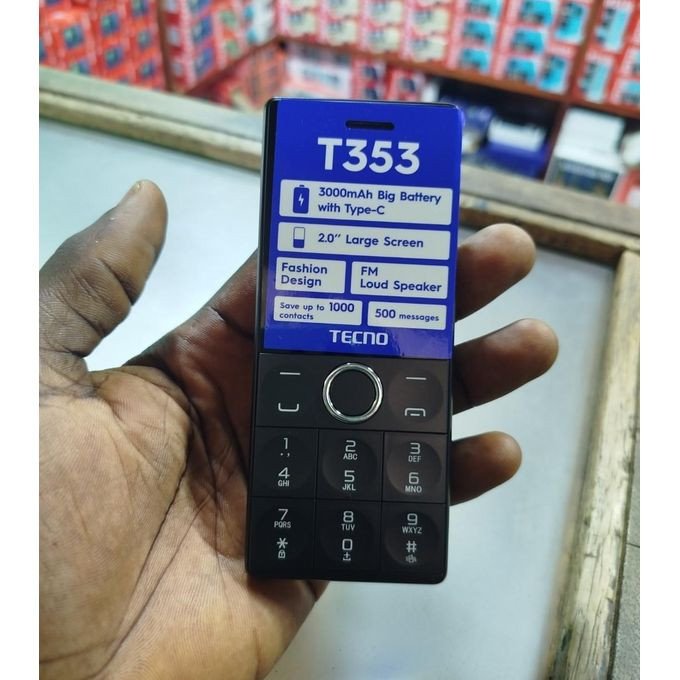 T353
3000mAh Big Battery
with Type-C
2.0″ Large Screen
Fashion
Design
FM
Loud Speaker
Save up to 1000
contacts
500 messages
TECNO
1
.,
2
ABC
3
DEF
4
GHI
5
JKL
6
MNO
7
PQRS
8
TUV
9
WXYZ
*
0
#